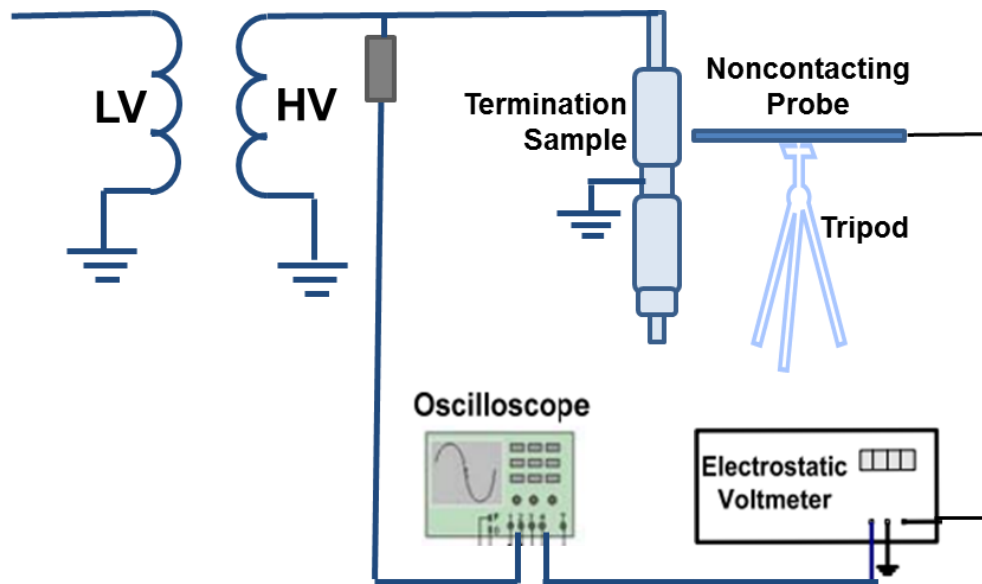 LV
HV
Termination
Sample
Noncontacting
Probe
Tripod
Oscilloscope
Electrostatic
Voltmeter